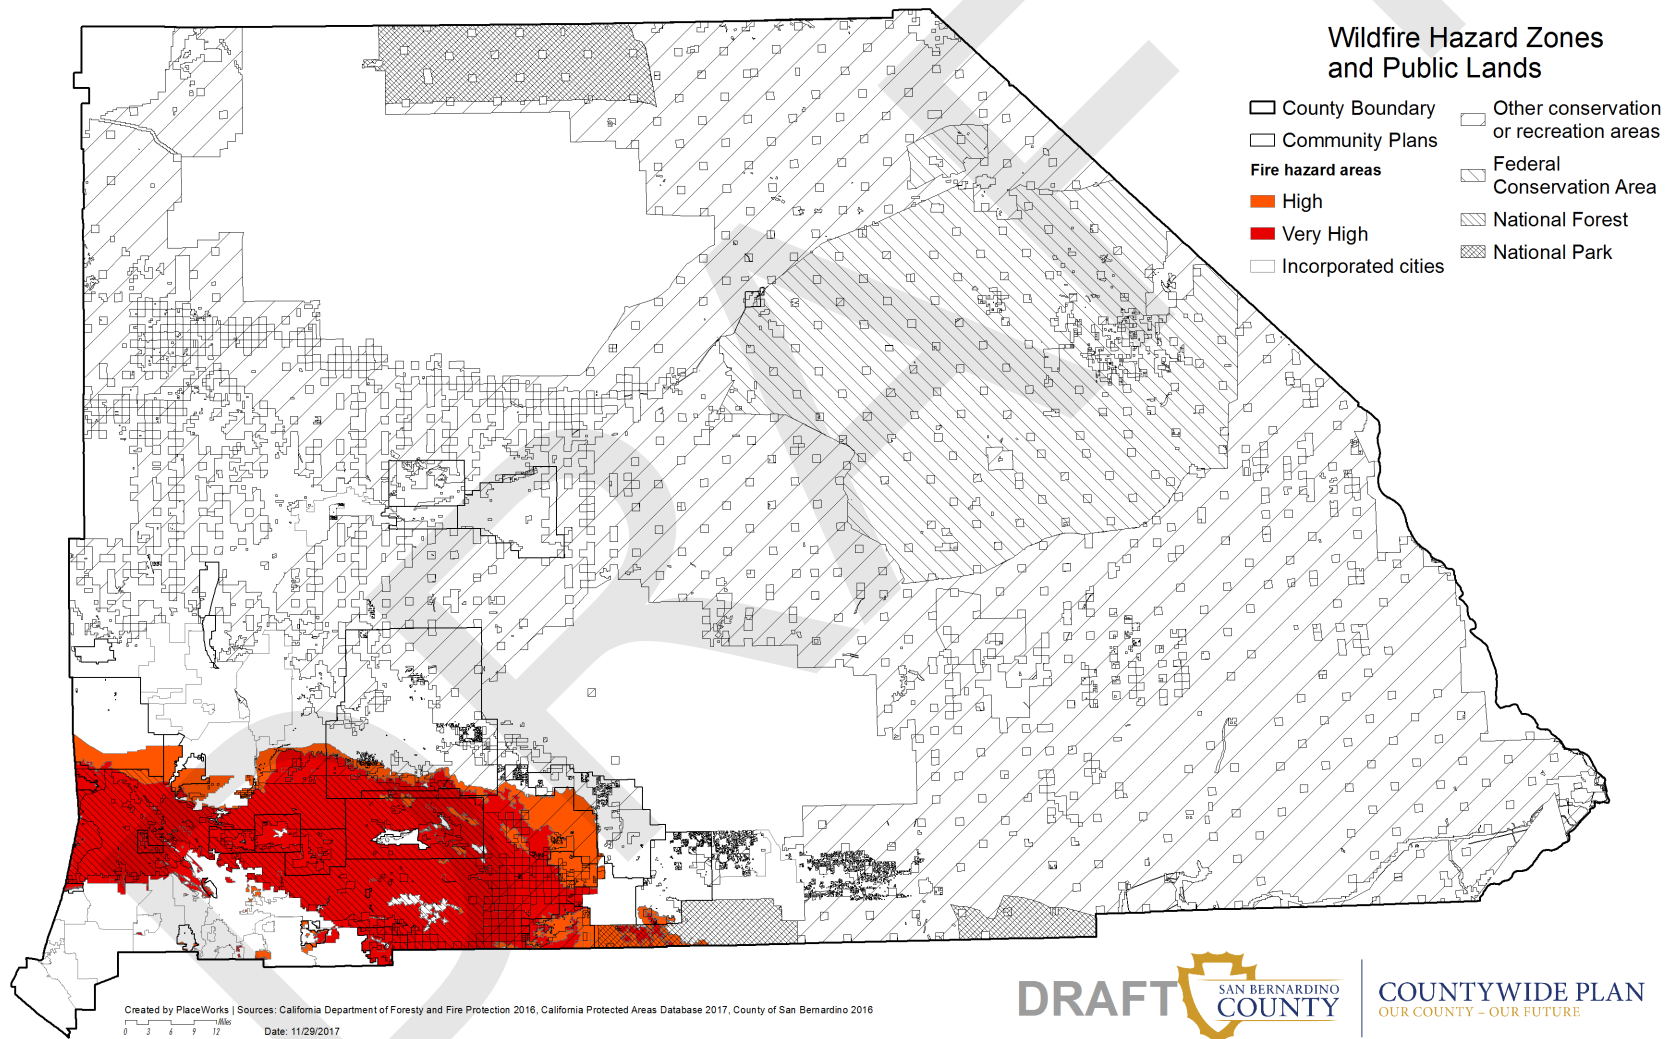 Wildfire Hazard Zones
and Public Lands
County Boundary
Community Plans
Fire hazard areas
High
Very High
Incorporated cities
Other conservation
or recreation areas
Federal
Conservation Area
National Forest
National Park
DRAFT
DRAFT
SAN BERNARDINO
COUNTY
COUNTYWIDE PLAN
OUR COUNTY – OUR FUTURE
Created by PlaceWorks | Sources: California Department of Foresty and Fire Protection 2016, California Protected Areas Database 2017, County of San Bernardino 2016
Miles
0 3 6 9 12
Date: 11/29/2017